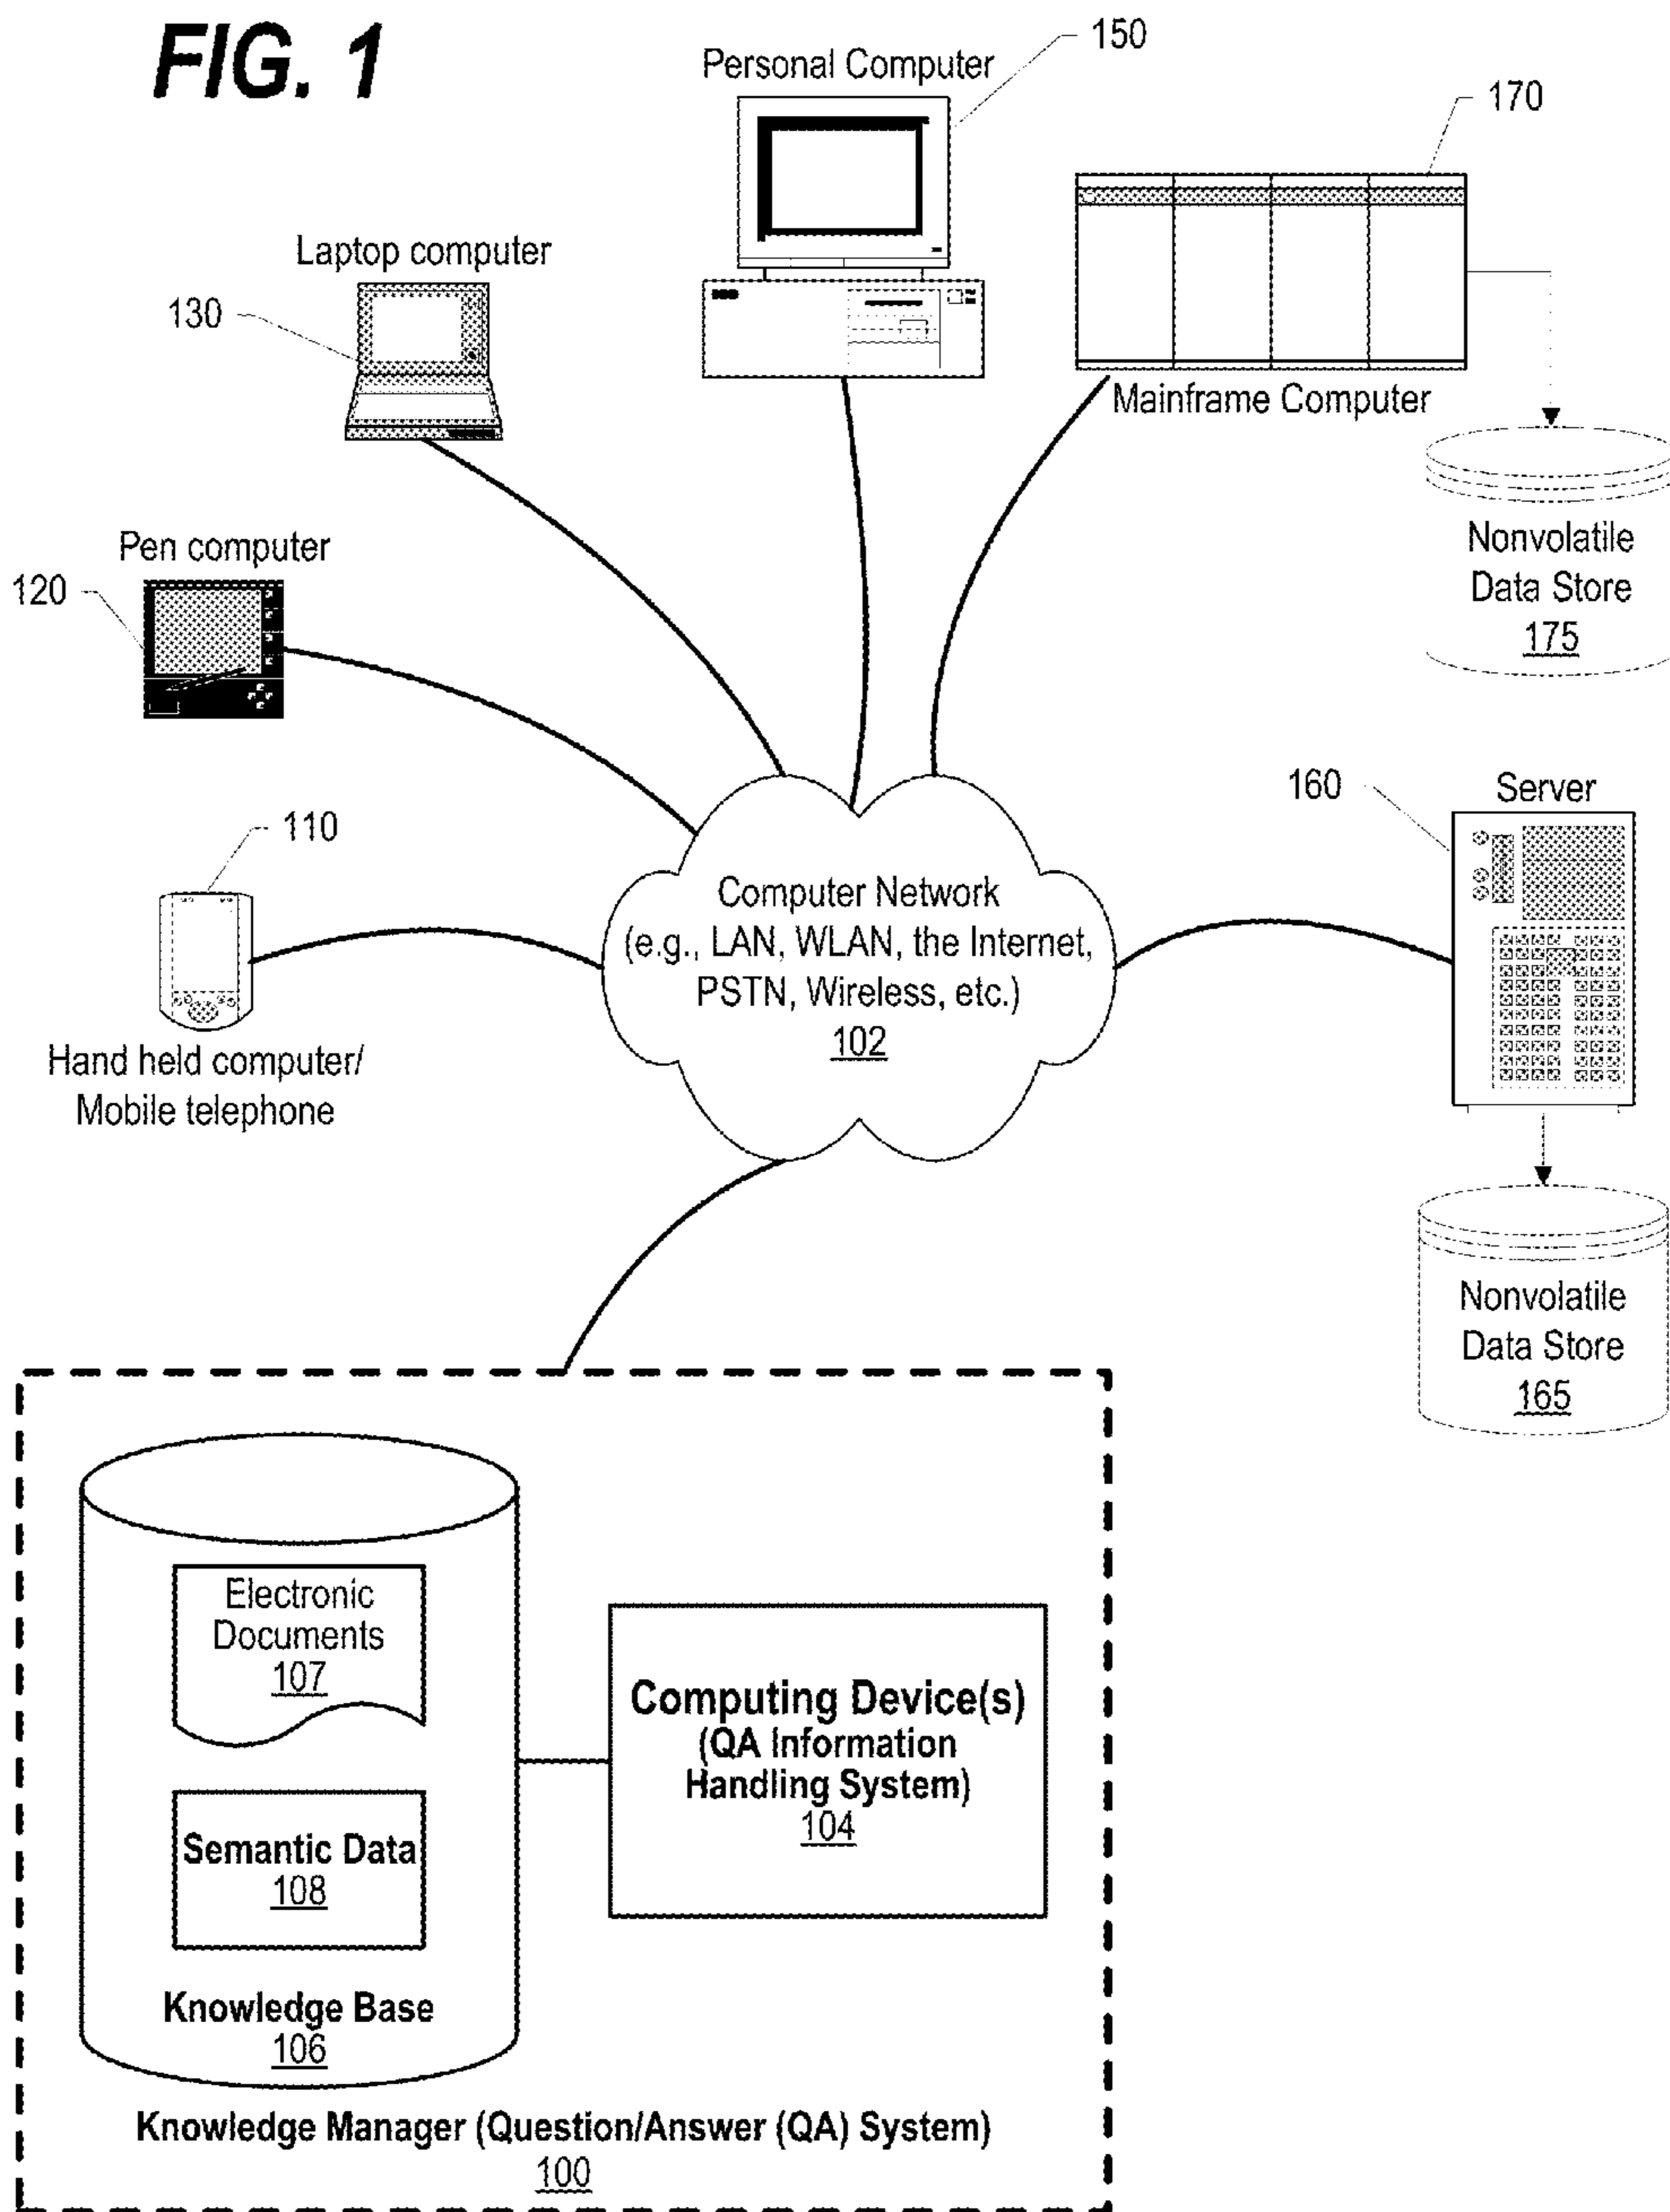 FIG. 1
Personal Computer
150
170
Laptop computer
130
Mainframe Computer
Nonvolatile
Data Store
175
Pen computer
120
110
Hand held computer/
Mobile telephone
Computer Network
(e.g., LAN, WLAN, the Internet,
PSTN, Wireless, etc.)
102
160
Server
Nonvolatile
Data Store
165
Electronic
Documents
107
Semantic Data
108
Knowledge Base
106
Computing Device(s)
(QA Information
Handling System)
104
Knowledge Manager (Question/Answer (QA) System)
100